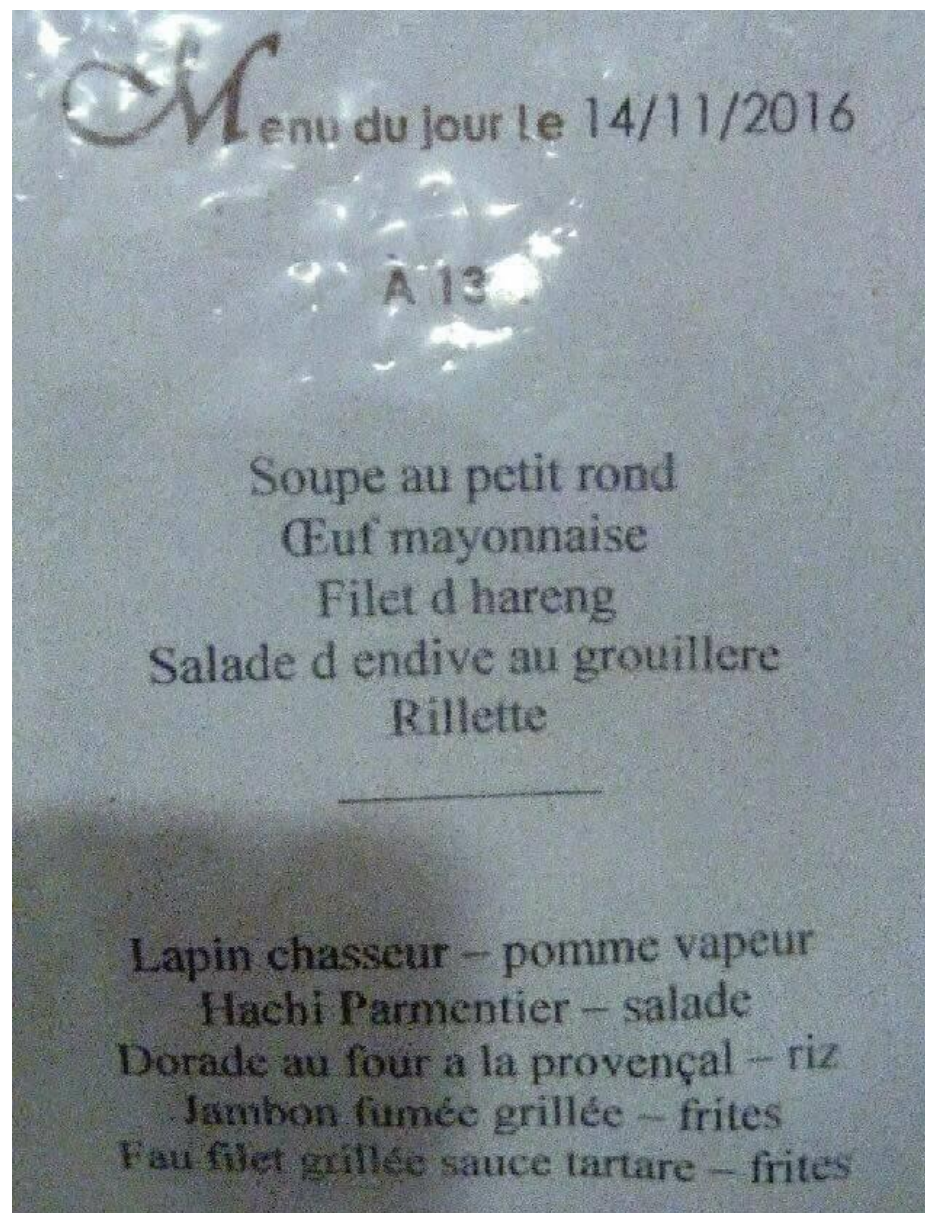 Menu du jour le 14/11/2016
À 13
Soupe au petit rond
Œuf mayonnaise
Filet d hareng
Salade d endive au grouillere
Rillette
Lapin chasseur – pomme vapeur
Hachi Parmentier – salade
Dorade au four a la provençal – riz
Jambon fumée grillée – frites
Fau filet grillée sauce tartare – frites